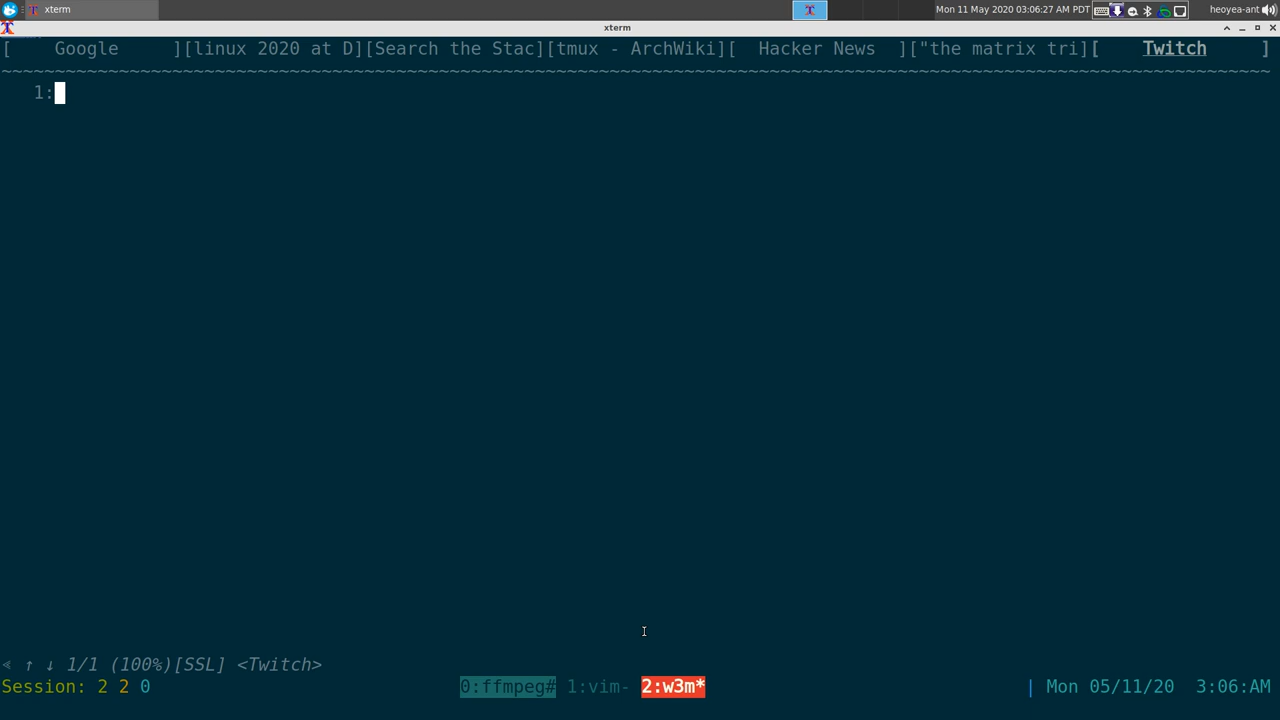 xterm Mon 11 May 2020 03:06:27 AM PDT heoyea-ant
xterm
[ Google ][linux 2020 at D][Search the Stac][tmux - ArchWiki][ Hacker News ]["the matrix tri][ Twitch ]
~~~~~~~~~~~~~~~~~~~~~~~~~~~~~~~~~~~~~~~~~~~~~~~~~~~~~~~~~~~~~~~~~~~~~~~~~~~~~~~~~~~~~~~~~~~~~~~~~~~~~~~~~~~~~~~~~~~~~~~
1:
⪡ ↑ ↓ 1/1 (100%)[SSL] <Twitch>
Session: 2 2 0 0:ffmpeg# 1:vim- 2:w3m* | Mon 05/11/20 3:06:AM